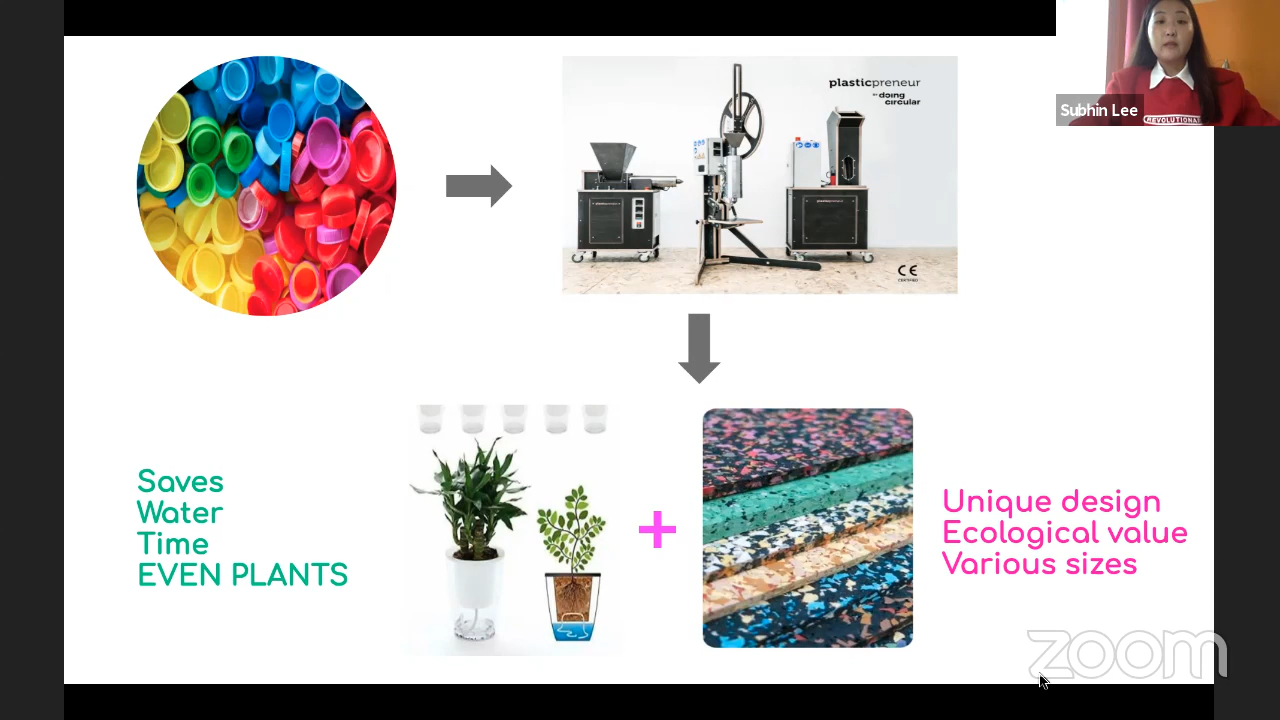 plasticpreneur
by doing
circular
CE
CERTIFIED
Subhin Lee
REVOLUTIONA
Saves
Water
Time
EVEN PLANTS
Unique design
Ecological value
Various sizes
zoom